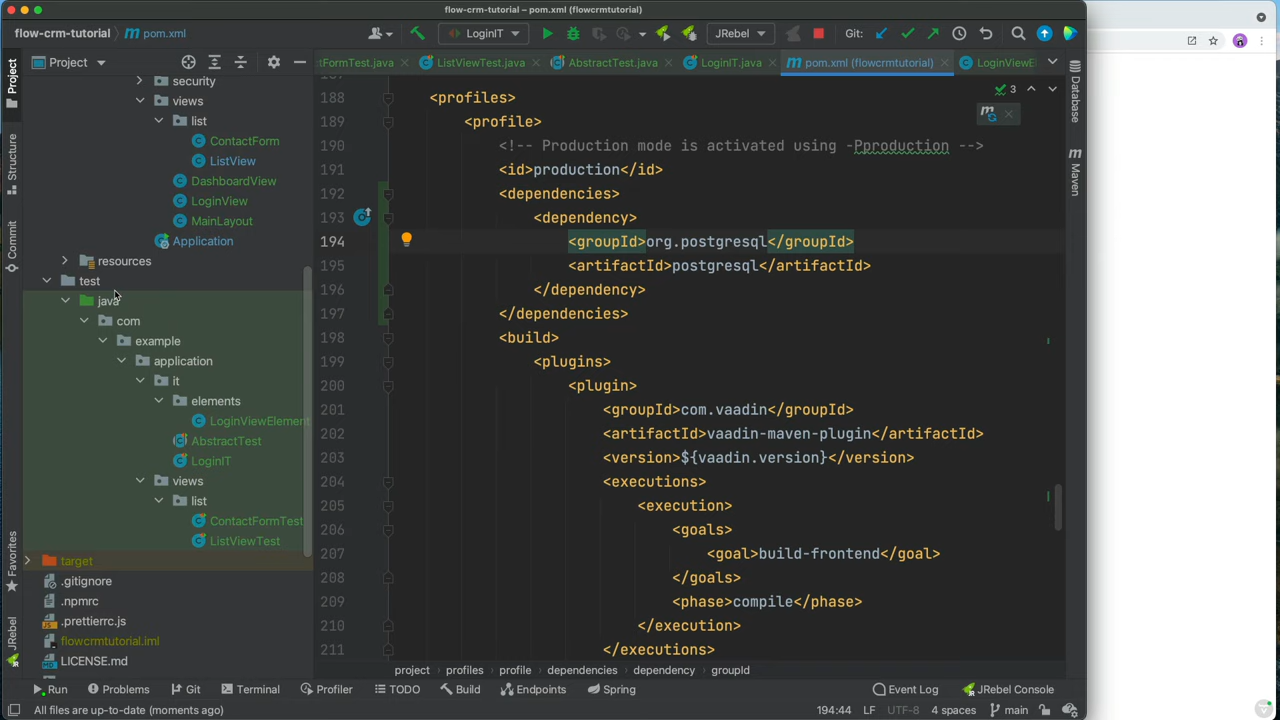 flow-crm-tutorial – pom.xml (flowcrmtutorial)
flow-crm-tutorial
pom.xml
LoginIT
JRebel
Git:
Project
tFormTest.java
ListViewTest.java
AbstractTest.java
LoginIT.java
pom.xml (flowcrmtutorial)
LoginViewE
Project
Structure
Commit
Favorites
JRebel
security
views
list
ContactForm
ListView
DashboardView
LoginView
MainLayout
Application
resources
test
java
com
example
application
it
elements
LoginViewElement
AbstractTest
LoginIT
views
list
ContactFormTest
ListViewTest
target
.gitignore
.npmrc
.prettierrc.js
flowcrmtutorial.iml
LICENSE.md
3
188 <profiles>
189 <profile>
190 <!-- Production mode is activated using -Pproduction -->
191 <id>production</id>
192 <dependencies>
193 <dependency>
194 <groupId>org.postgresql</groupId>
195 <artifactId>postgresql</artifactId>
196 </dependency>
197 </dependencies>
198 <build>
199 <plugins>
200 <plugin>
201 <groupId>com.vaadin</groupId>
202 <artifactId>vaadin-maven-plugin</artifactId>
203 <version>${vaadin.version}</version>
204 <executions>
205 <execution>
206 <goals>
207 <goal>build-frontend</goal>
208 </goals>
209 <phase>compile</phase>
210 </execution>
211 </executions>
Database
Maven
project
profiles
profile
dependencies
dependency
groupId
Run
Problems
Git
Terminal
Profiler
TODO
Build
Endpoints
Spring
Event Log
JRebel Console
All files are up-to-date (moments ago)
194:44 LF UTF-8 4 spaces main